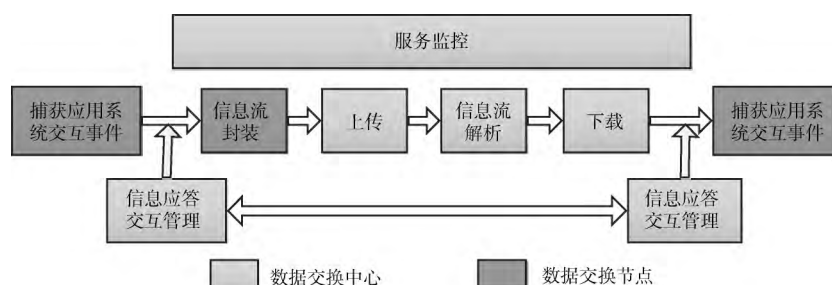 服务监控
捕获应用系
统交互事件
信息流
封装
上传
信息流
解析
下载
捕获应用系
统交互事件
信息应答
交互管理
信息应答
交互管理
数据交换中心
数据交换节点